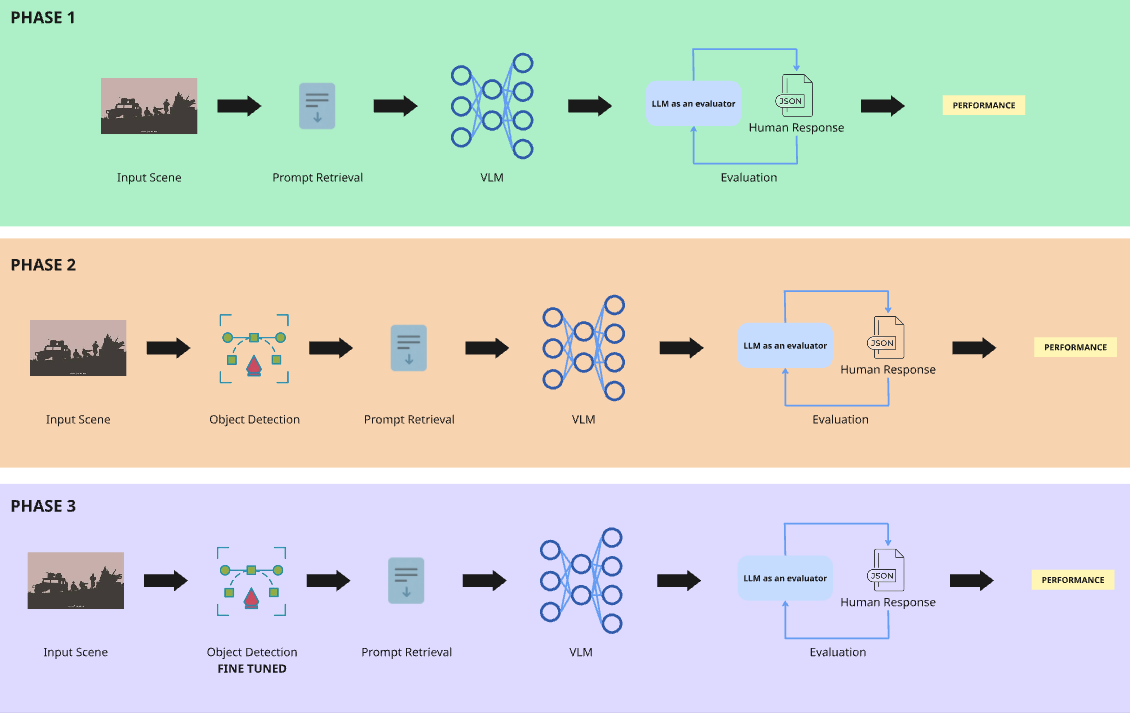 PHASE 1
LLM as an evaluator
JSON
Human Response
PERFORMANCE
Input Scene
Prompt Retrieval
VLM
Evaluation
PHASE 2
LLM as an evaluator
JSON
Human Response
PERFORMANCE
Input Scene
Object Detection
Prompt Retrieval
VLM
Evaluation
PHASE 3
LLM as an evaluator
JSON
Human Response
PERFORMANCE
Input Scene
Object Detection
FINE TUNED
Prompt Retrieval
VLM
Evaluation